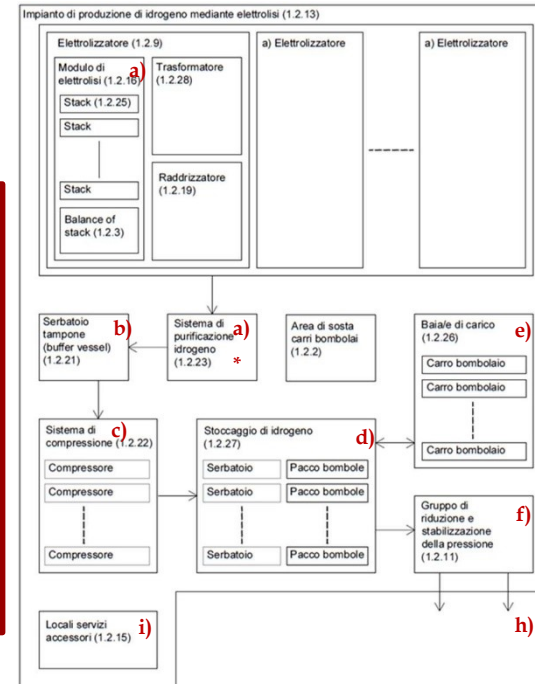 Impianto di produzione di idrogeno mediante elettrolisi (1.2.13)
Elettrolizzatore (1.2.9)
Modulo di
elettrolisi
(1.2.16)
a)
Stack (1.2.25)
Stack
Stack
Balance of
stack (1.2.3)
Trasformatore
(1.2.28)
Raddrizzatore
(1.2.19)
a) Elettrolizzatore
a) Elettrolizzatore
Serbatoio
tampone
(buffer vessel)
(1.2.21)
b)
Sistema di
purificazione
idrogeno
(1.2.23)
a)
*
Area di sosta
carri bombolai
(1.2.2)
Baia/e di carico
(1.2.26)
e)
Carro bombolaio
Carro bombolaio
Carro bombolaio
Sistema di
compressione (1.2.22)
c)
Compressore
Compressore
Compressore
Stoccaggio di idrogeno
(1.2.27)
d)
Serbatoio
Pacco bombole
Serbatoio
Pacco bombole
Serbatoio
Pacco bombole
Gruppo di
riduzione e
stabilizzazione
della pressione
(1.2.11)
f)
h)
Locali servizi
accessori (1.2.15)
i)